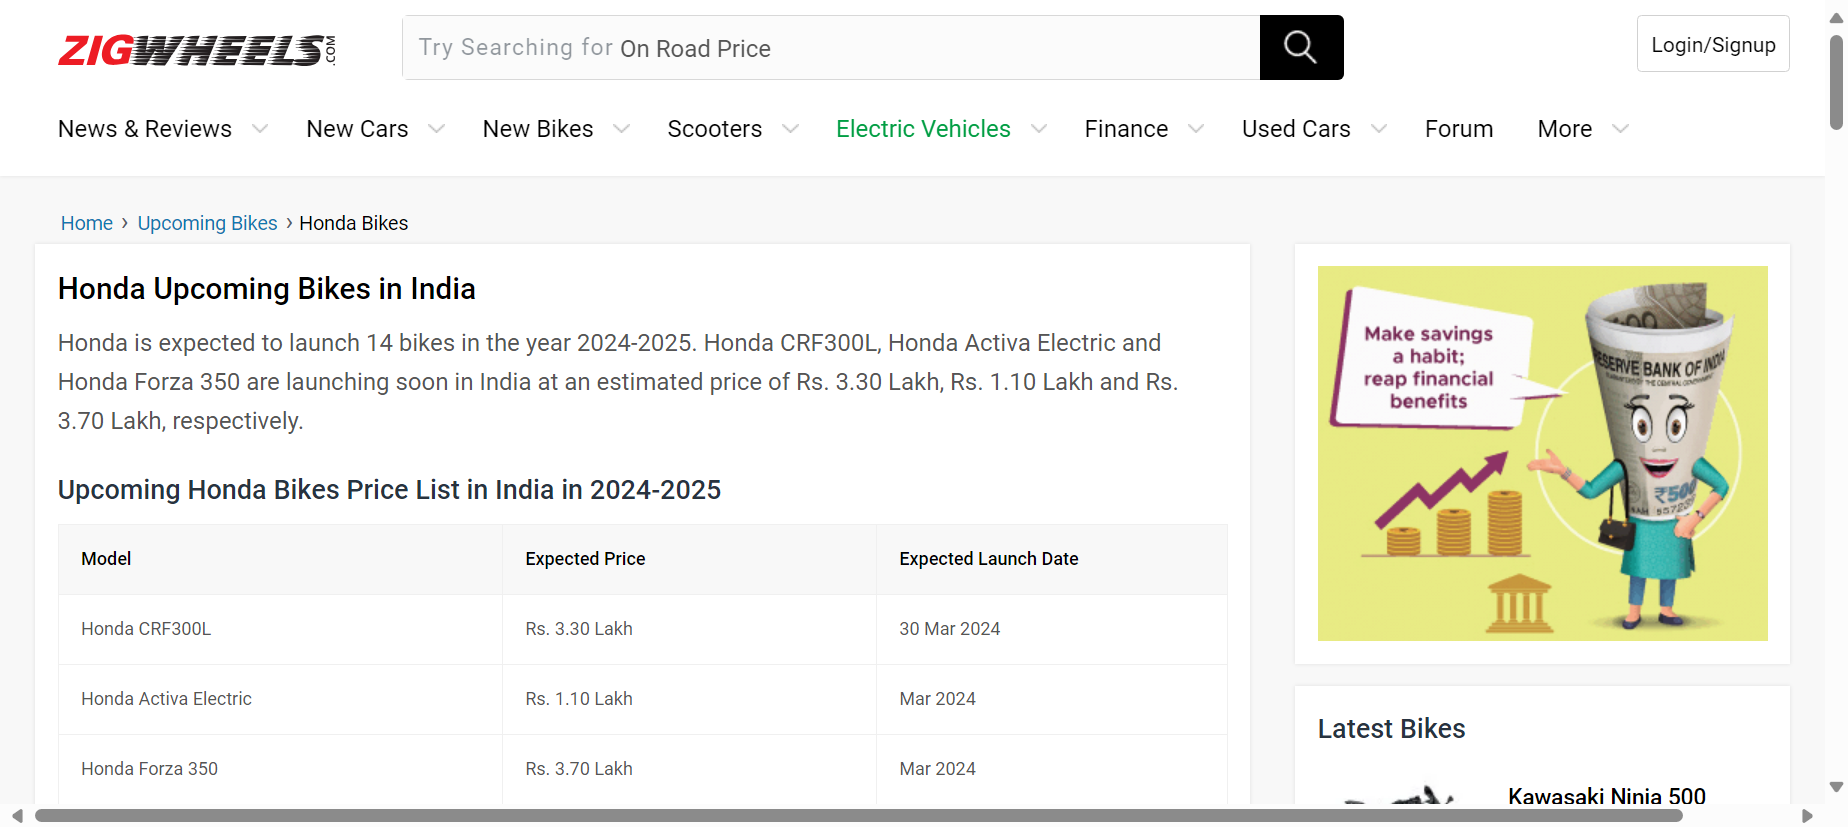 ZIGWHEELS.COM
Try Searching for On Road Price
Login/Signup
News & Reviews
New Cars
New Bikes
Scooters
Electric Vehicles
Finance
Used Cars
Forum
More
Home › Upcoming Bikes › Honda Bikes
Honda Upcoming Bikes in India
Honda is expected to launch 14 bikes in the year 2024-2025. Honda CRF300L, Honda Activa Electric and
Honda Forza 350 are launching soon in India at an estimated price of Rs. 3.30 Lakh, Rs. 1.10 Lakh and Rs.
3.70 Lakh, respectively.
Upcoming Honda Bikes Price List in India in 2024-2025
Model Expected Price Expected Launch Date
Honda CRF300L Rs. 3.30 Lakh 30 Mar 2024
Honda Activa Electric Rs. 1.10 Lakh Mar 2024
Honda Forza 350 Rs. 3.70 Lakh Mar 2024
Make savings
a habit;
reap financial
benefits
RESERVE BANK OF INDIA
₹500
Latest Bikes
Kawasaki Ninja 500